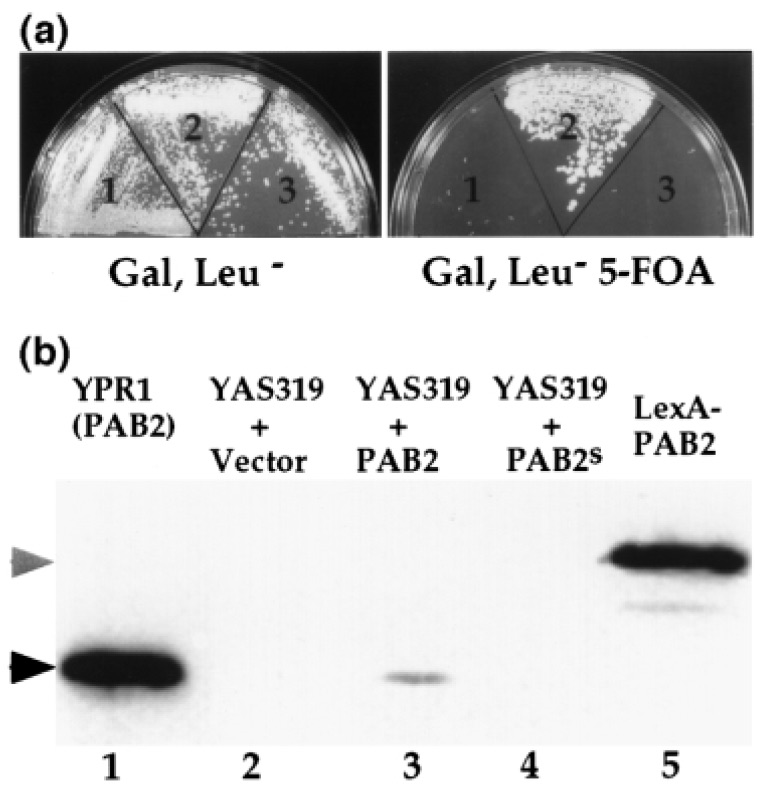 (a)
1 2 3 1 2 3
Gal, Leu - Gal, Leu- 5-FOA
(b)
YPR1 (PAB2)
YAS319 + Vector
YAS319 + PAB2
YAS319 + PAB2s
LexA-PAB2
1 2 3 4 5